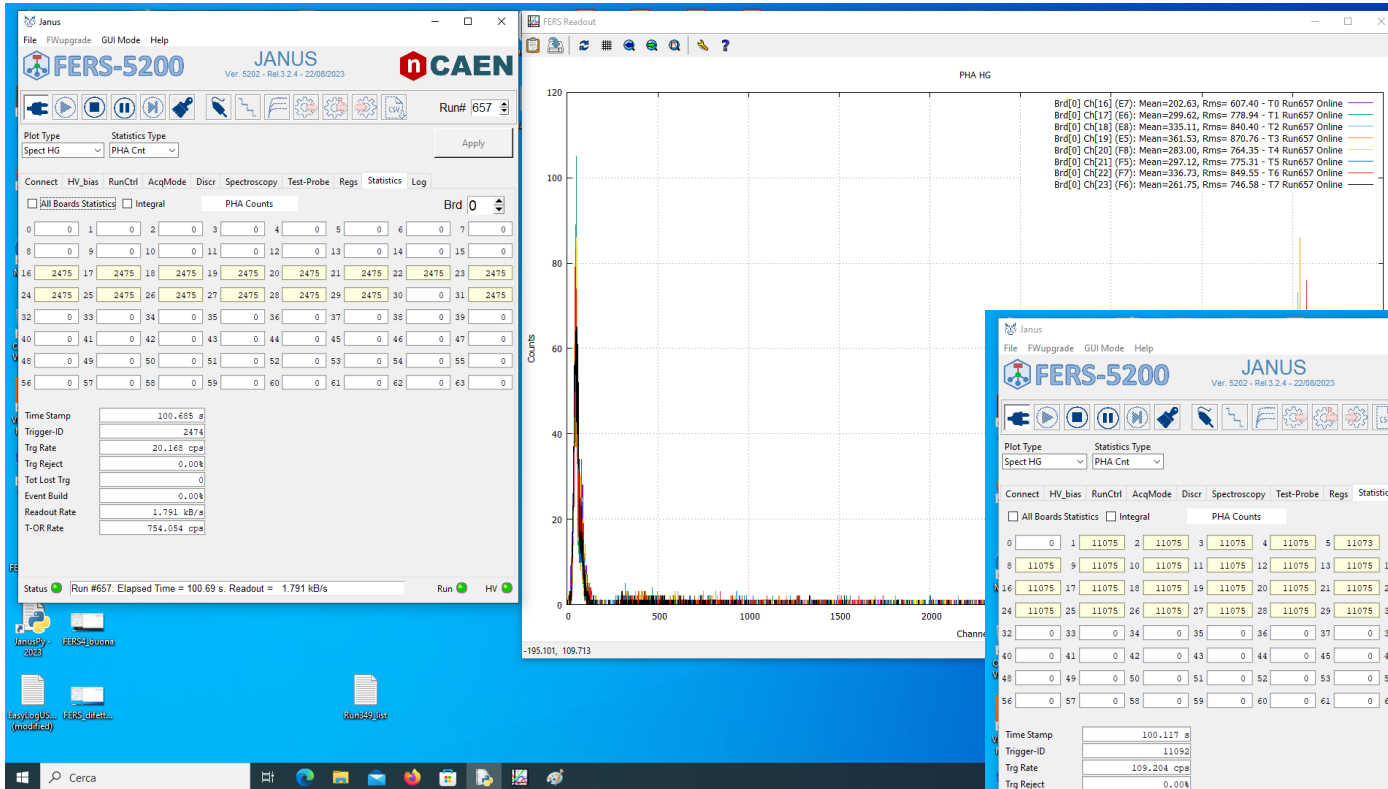 Janus
File FWupgrade GUI Mode Help
FERS-5200
JANUS
Ver. 5202 - Rel.3.2.4 - 22/08/2023
n CAEN
CSV
Run# 657
Plot Type
Statistics Type
Spect HG
PHA Cnt
Apply
Connect HV_bias RunCtrl AcqMode Discr Spectroscopy Test-Probe Regs Statistics Log
All Boards Statistics Integral PHA Counts Brd 0
0 0 1 0 2 0 3 0 4 0 5 0 6 0 7 0
8 0 9 0 10 0 11 0 12 0 13 0 14 0 15 0
16 2475 17 2475 18 2475 19 2475 20 2475 21 2475 22 2475 23 2475
24 2475 25 2475 26 2475 27 2475 28 2475 29 2475 30 0 31 2475
32 0 33 0 34 0 35 0 36 0 37 0 38 0 39 0
40 0 41 0 42 0 43 0 44 0 45 0 46 0 47 0
48 0 49 0 50 0 51 0 52 0 53 0 54 0 55 0
56 0 57 0 58 0 59 0 60 0 61 0 62 0 63 0
Time Stamp 100.685 s
Trigger-ID 2474
Trg Rate 20.168 cps
Trg Reject 0.00%
Tot Lost Trg 0
Event Build 0.00%
Readout Rate 1.791 kB/s
T-OR Rate 754.054 cps
Status Run #657: Elapsed Time = 100.69 s. Readout = 1.791 kB/s Run HV
FERS Readout
PHA HG
Brd[0] Ch[16] (E7): Mean=202.63, Rms= 607.40 - T0 Run657 Online
Brd[0] Ch[17] (E6): Mean=299.62, Rms= 778.94 - T1 Run657 Online
Brd[0] Ch[18] (E8): Mean=335.11, Rms= 840.40 - T2 Run657 Online
Brd[0] Ch[19] (E5): Mean=361.53, Rms= 870.76 - T3 Run657 Online
Brd[0] Ch[20] (F8): Mean=283.00, Rms= 764.35 - T4 Run657 Online
Brd[0] Ch[21] (F5): Mean=297.12, Rms= 775.31 - T5 Run657 Online
Brd[0] Ch[22] (F7): Mean=336.73, Rms= 849.55 - T6 Run657 Online
Brd[0] Ch[23] (F6): Mean=261.75, Rms= 746.58 - T7 Run657 Online
120
100
80
60
40
20
0
Counts
0 500 1000 1500 2000
Channe
-195.101, 109.713
Janus
File FWupgrade GUI Mode Help
FERS-5200
JANUS
Ver. 5202 - Rel.3.2.4 - 22/08/2023
Plot Type
Statistics Type
Spect HG
PHA Cnt
Connect HV_bias RunCtrl AcqMode Discr Spectroscopy Test-Probe Regs Statistic
All Boards Statistics Integral PHA Counts
0 0 1 11075 2 11075 3 11075 4 11075 5 11073
8 11075 9 11075 10 11075 11 11075 12 11075 13 11075 1
16 11075 17 11075 18 11075 19 11075 20 11075 21 11075 2
24 11075 25 11075 26 11075 27 11075 28 11075 29 11075 3
32 0 33 0 34 0 35 0 36 0 37 0 3
40 0 41 0 42 0 43 0 44 0 45 0 4
48 0 49 0 50 0 51 0 52 0 53 0 5
56 0 57 0 58 0 59 0 60 0 61 0 6
Time Stamp 100.117 s
Trigger-ID 11092
Trg Rate 109.204 cps
Trg Reject 0.00%
JanusPy - 2023
FERS4_buona
EasyLogUS... (modified)
FERS_difett...
Run349_list
Cerca